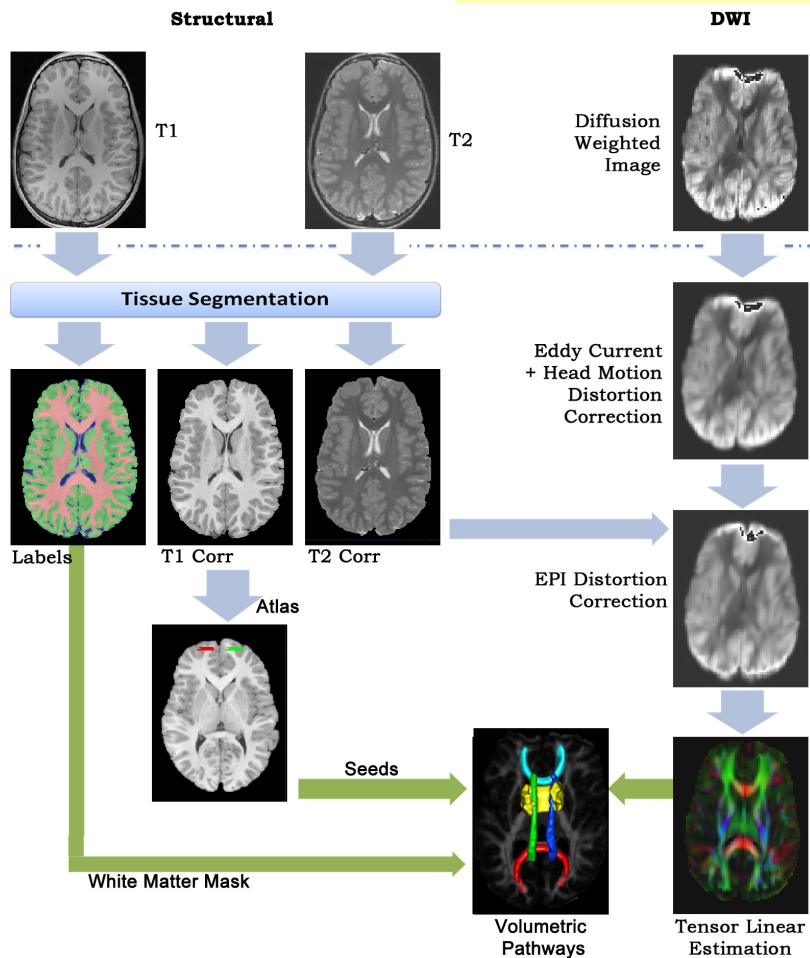 Structural
DWI
T1
T2
Diffusion
Weighted
Image
Tissue Segmentation
Eddy Current
+ Head Motion
Distortion
Correction
Labels
T1 Corr
T2 Corr
EPI Distortion
Correction
Atlas
Seeds
White Matter Mask
Volumetric
Pathways
Tensor Linear
Estimation